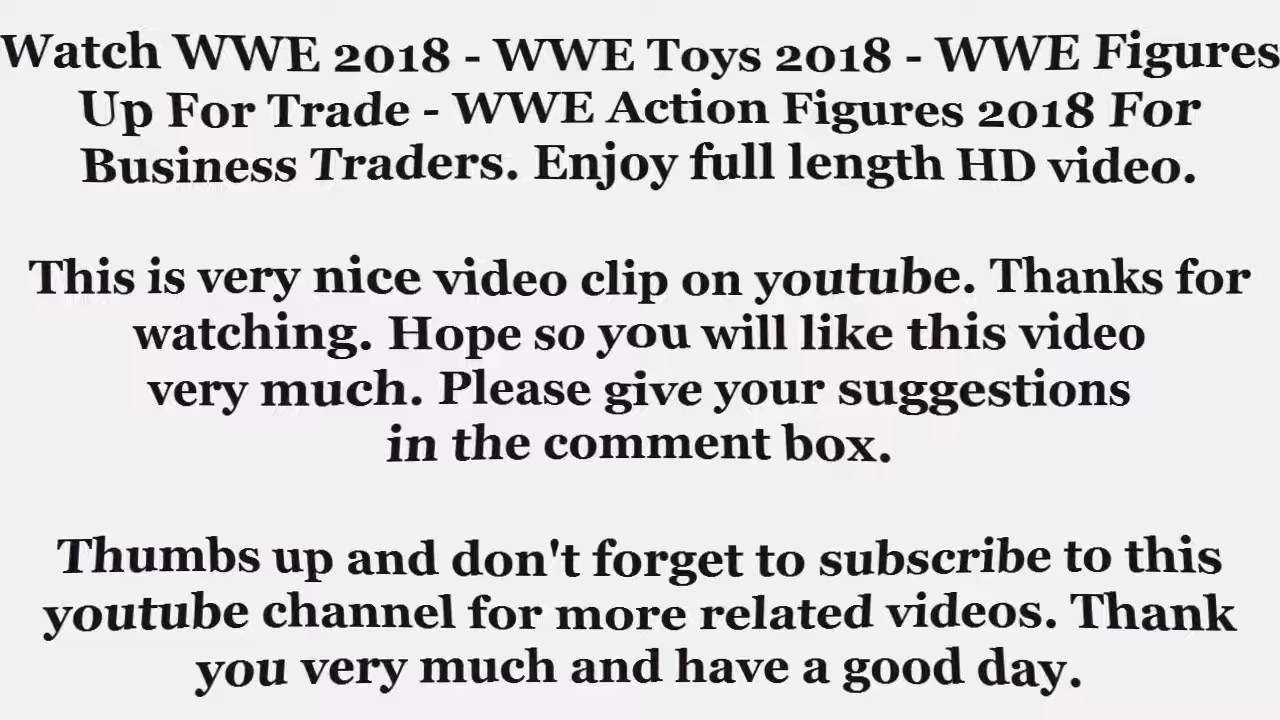 Watch WWE 2018 - WWE Toys 2018 - WWE Figures
Up For Trade - WWE Action Figures 2018 For
Business Traders. Enjoy full length HD video.
This is very nice video clip on youtube. Thanks for
watching. Hope so you will like this video
very much. Please give your suggestions
in the comment box.
Thumbs up and don't forget to subscribe to this
youtube channel for more related videos. Thank
you very much and have a good day.